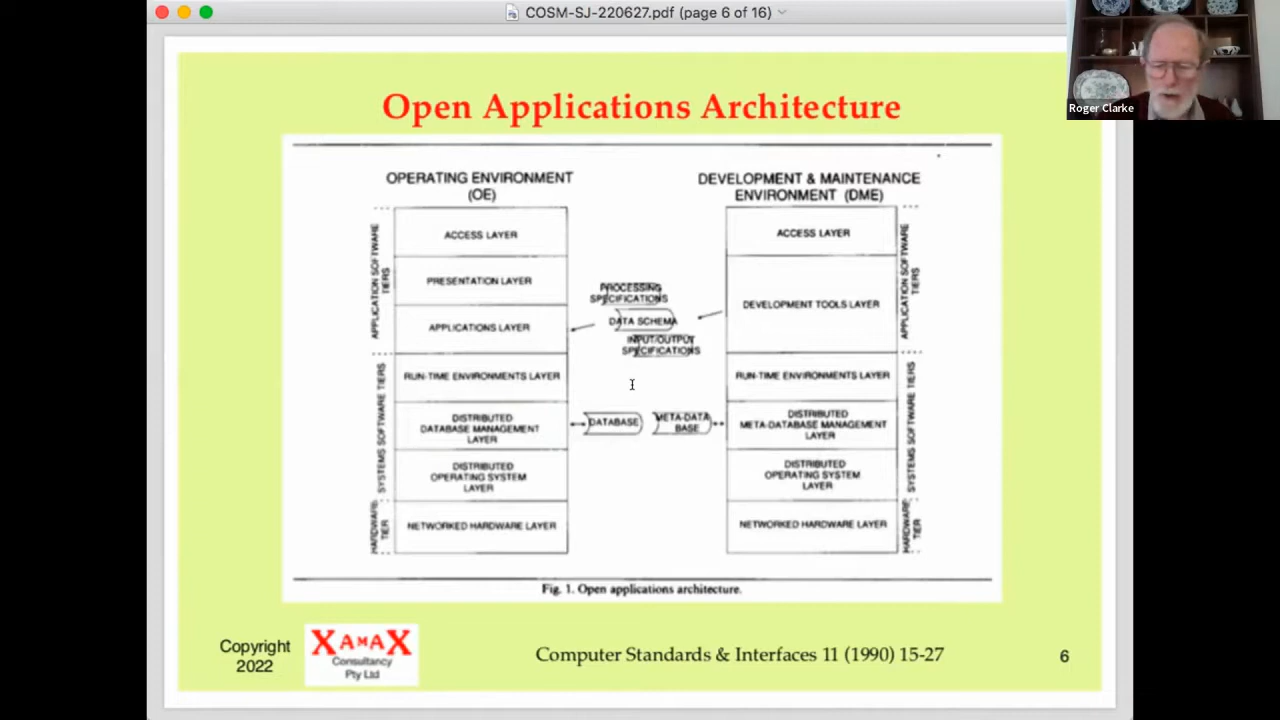 COSM-SJ-220627.pdf (page 6 of 16)
Roger Clarke
Open Applications Architecture
OPERATING ENVIRONMENT
(OE)
DEVELOPMENT & MAINTENANCE
ENVIRONMENT (DME)
APPLICATION SOFTWARE
TIERS
ACCESS LAYER
PRESENTATION LAYER
APPLICATIONS LAYER
SYSTEMS SOFTWARE TIERS
RUN-TIME ENVIRONMENTS LAYER
DISTRIBUTED
DATABASE MANAGEMENT
LAYER
DISTRIBUTED
OPERATING SYSTEM
LAYER
HARDWARE
TIER
NETWORKED HARDWARE LAYER
PROCESSING
SPECIFICATIONS
DATA SCHEMA
INPUT/OUTPUT
SPECIFICATIONS
DATABASE
META-DATA
BASE
ACCESS LAYER
DEVELOPMENT TOOLS LAYER
APPLICATION SOFTWARE
TIERS
RUN-TIME ENVIRONMENTS LAYER
DISTRIBUTED
META-DATABASE MANAGEMENT
LAYER
DISTRIBUTED
OPERATING SYSTEM
LAYER
SYSTEMS SOFTWARE TIERS
NETWORKED HARDWARE LAYER
HARDWARE
TIER
Fig. 1. Open applications architecture.
Copyright
2022
XAMAX
Consultancy
Pty Ltd
Computer Standards & Interfaces 11 (1990) 15-27
6